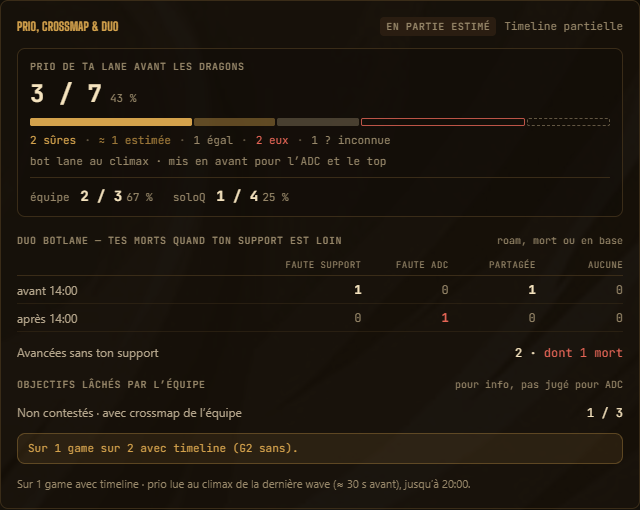 PRIO, CROSSMAP & DUO
EN PARTIE ESTIMÉ Timeline partielle
PRIO DE TA LANE AVANT LES DRAGONS
3 / 7 43 %
2 sûres · ≈ 1 estimée · 1 égal · 2 eux · 1 ? inconnue
bot lane au climax · mis en avant pour l’ADC et le top
équipe 2 / 3 67 % soloQ 1 / 4 25 %
DUO BOTLANE — TES MORTS QUAND TON SUPPORT EST LOIN roam, mort ou en base
FAUTE SUPPORT FAUTE ADC PARTAGÉE AUCUNE
avant 14:00 1 0 1 0
après 14:00 0 1 0 0
Avancées sans ton support 2 · dont 1 mort
OBJECTIFS LÂCHÉS PAR L’ÉQUIPE pour info, pas jugé pour ADC
Non contestés · avec crossmap de l’équipe 1 / 3
Sur 1 game sur 2 avec timeline (G2 sans).
Sur 1 game avec timeline · prio lue au climax de la dernière wave (≈ 30 s avant), jusqu’à 20:00.